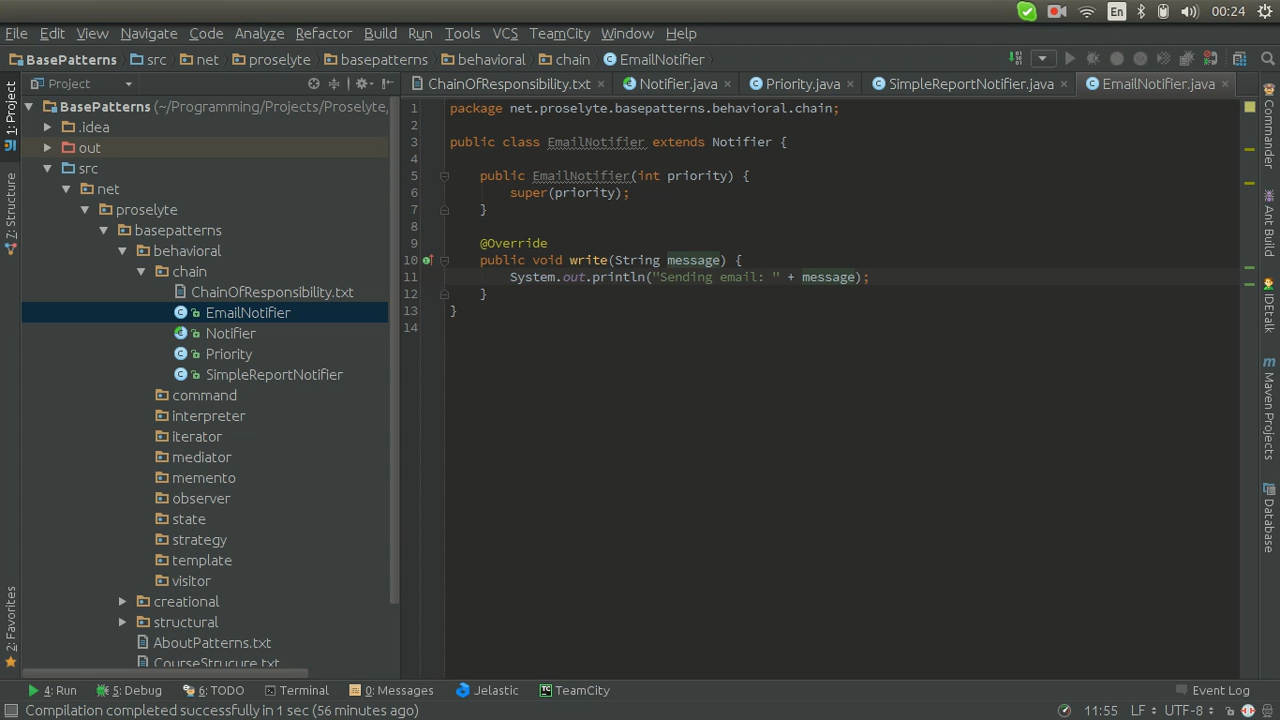 En 00:24
File Edit View Navigate Code Analyze Refactor Build Run Tools VCS TeamCity Window Help
BasePatterns src net proselyte basepatterns behavioral chain EmailNotifier
Project
ChainOfResponsibility.txt Notifier.java Priority.java SimpleReportNotifier.java EmailNotifier.java
1: Project
7: Structure
2: Favorites
BasePatterns (~/Programming/Projects/Proselyte,
.idea
out
src
net
proselyte
basepatterns
behavioral
chain
ChainOfResponsibility.txt
EmailNotifier
Notifier
Priority
SimpleReportNotifier
command
interpreter
iterator
mediator
memento
observer
state
strategy
template
visitor
creational
structural
AboutPatterns.txt
CourseStrucure.txt
1 package net.proselyte.basepatterns.behavioral.chain;
2
3 public class EmailNotifier extends Notifier {
4
5 public EmailNotifier(int priority) {
6 super(priority);
7 }
8
9 @Override
10 public void write(String message) {
11 System.out.println("Sending email: " + message);
12 }
13 }
14
Commander
Ant Build
IDEtalk
Maven Projects
Database
4: Run 5: Debug 6: TODO Terminal 0: Messages Jelastic TeamCity Event Log
Compilation completed successfully in 1 sec (56 minutes ago) 11:55 LF UTF-8